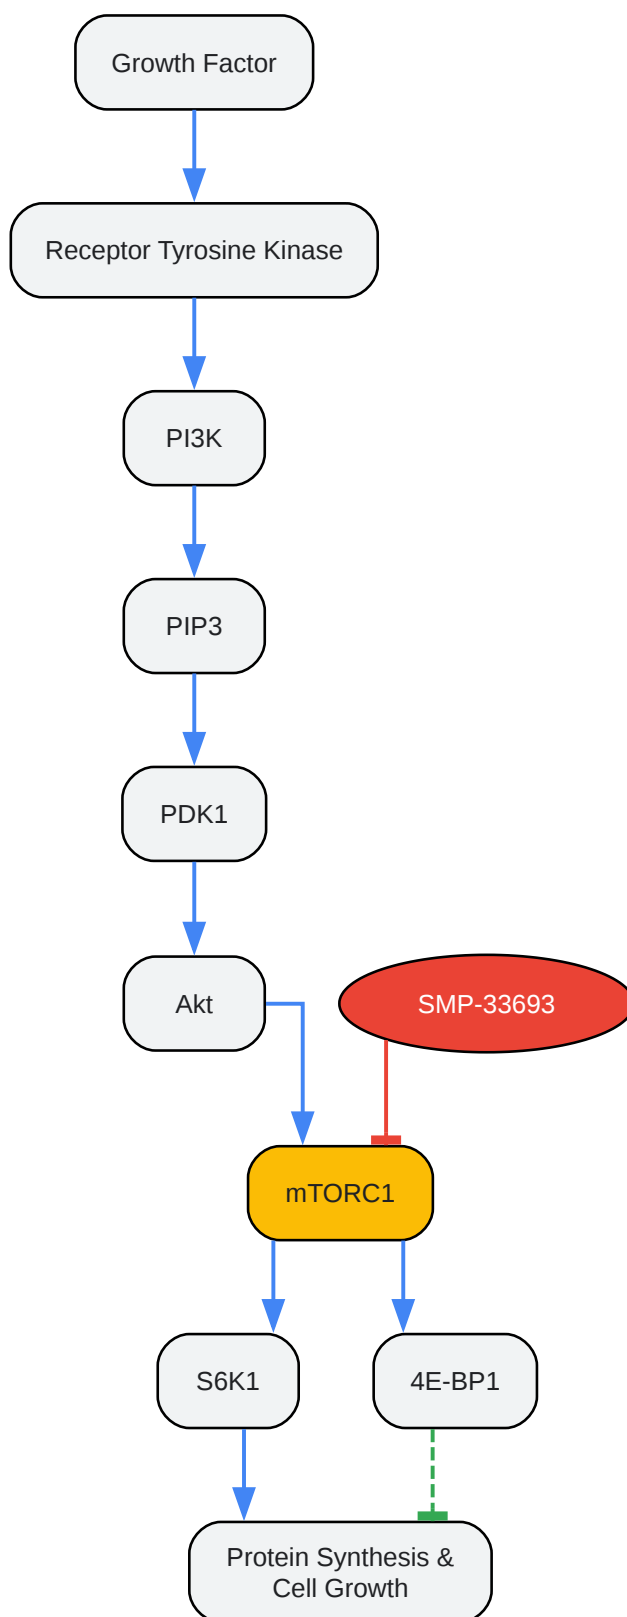 Growth Factor
Receptor Tyrosine Kinase
PI3K
PIP3
PDK1
Akt
SMP-33693
mTORC1
S6K1
4E-BP1
Protein Synthesis &
Cell Growth